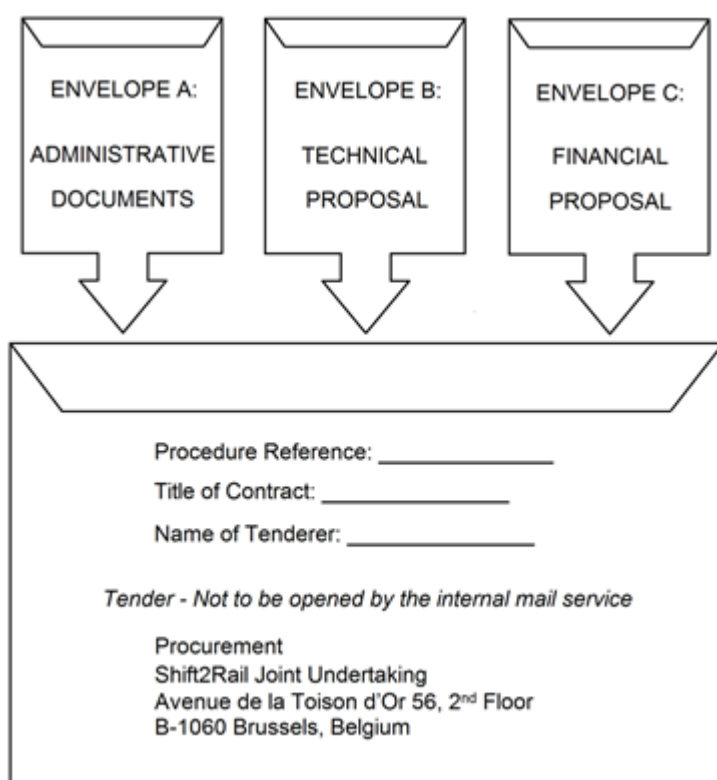 ENVELOPE A:
ADMINISTRATIVE
DOCUMENTS
ENVELOPE B:
TECHNICAL
PROPOSAL
ENVELOPE C:
FINANCIAL
PROPOSAL
Procedure Reference: _______________
Title of Contract: ________________
Name of Tenderer: ________________
Tender - Not to be opened by the internal mail service
Procurement
Shift2Rail Joint Undertaking
Avenue de la Toison d'Or 56, 2nd Floor
B-1060 Brussels, Belgium